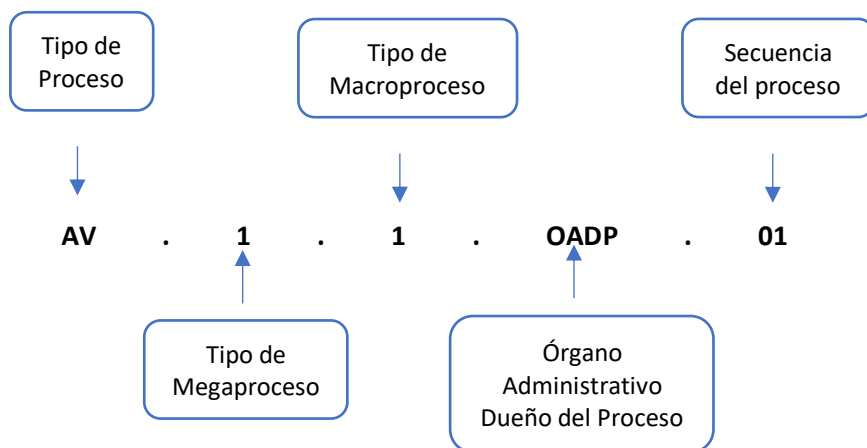 Tipo de
Proceso
Tipo de
Macroproceso
Secuencia
del proceso
AV . 1 . 1 . OADP . 01
Tipo de
Megaproceso
Órgano
Administrativo
Dueño del Proceso